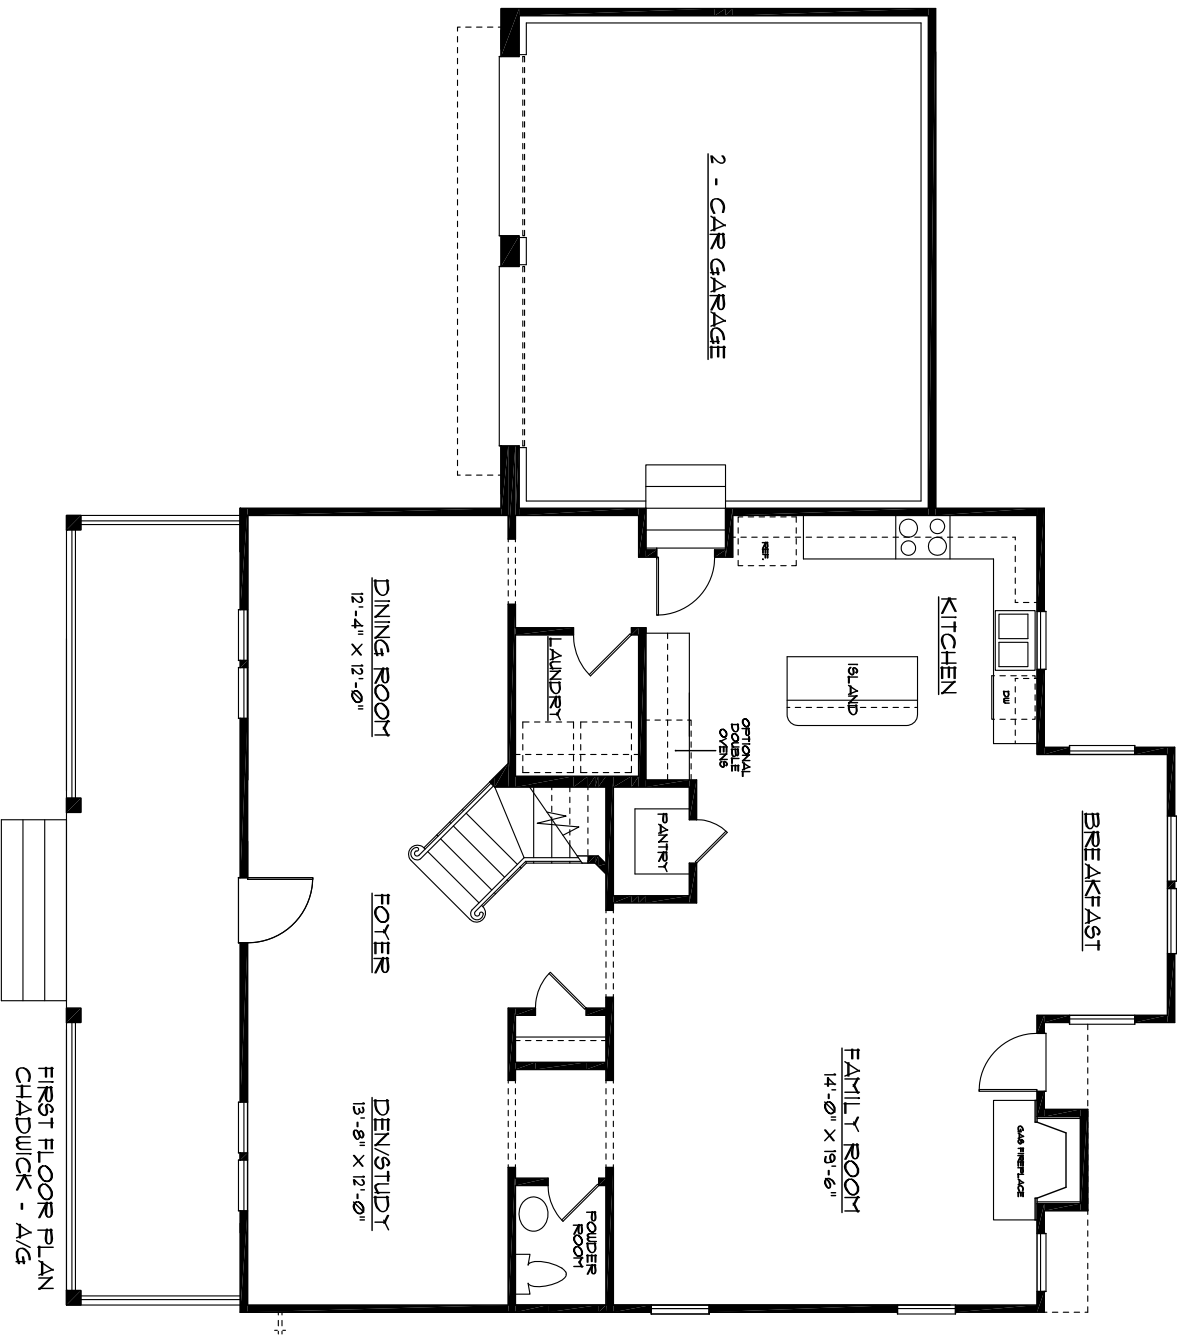 2 - CAR GARAGE
REF.
KITCHEN
ISLAND
DW
LAUNDRY
OPTIONAL
DOUBLE
OVENS
PANTRY
BREAKFAST
DINING ROOM
12'-4" X 12'-0"
FOYER
FAMILY ROOM
14'-0" X 19'-6"
GAS FIREPLACE
DEN/STUDY
13'-8" X 12'-0"
POWDER
ROOM
FIRST FLOOR PLAN
CHADWICK - A/G